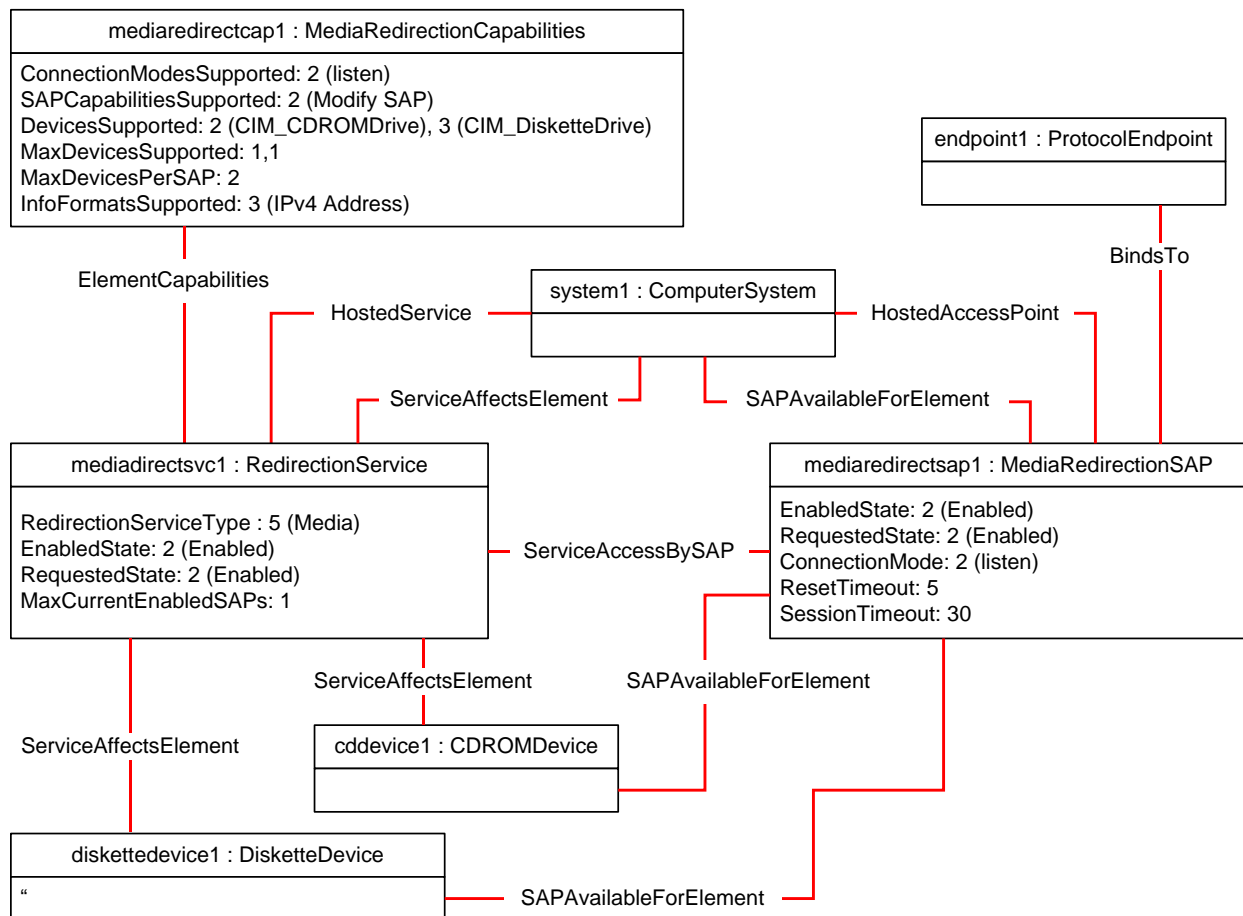 mediaredirectcap1 : MediaRedirectionCapabilities
ConnectionModesSupported: 2 (listen)
SAPCapabilitiesSupported: 2 (Modify SAP)
DevicesSupported: 2 (CIM_CDROMDrive), 3 (CIM_DisketteDrive)
MaxDevicesSupported: 1,1
MaxDevicesPerSAP: 2
InfoFormatsSupported: 3 (IPv4 Address)
endpoint1 : ProtocolEndpoint
BindsTo
ElementCapabilities
system1 : ComputerSystem
HostedService
HostedAccessPoint
ServiceAffectsElement
SAPAvailableForElement
mediadirectsvc1 : RedirectionService
RedirectionServiceType : 5 (Media)
EnabledState: 2 (Enabled)
RequestedState: 2 (Enabled)
MaxCurrentEnabledSAPs: 1
ServiceAccessBySAP
mediaredirectsap1 : MediaRedirectionSAP
EnabledState: 2 (Enabled)
RequestedState: 2 (Enabled)
ConnectionMode: 2 (listen)
ResetTimeout: 5
SessionTimeout: 30
ServiceAffectsElement
SAPAvailableForElement
ServiceAffectsElement
cddevice1 : CDROMDevice
diskettedevice1 : DisketteDevice
“
SAPAvailableForElement